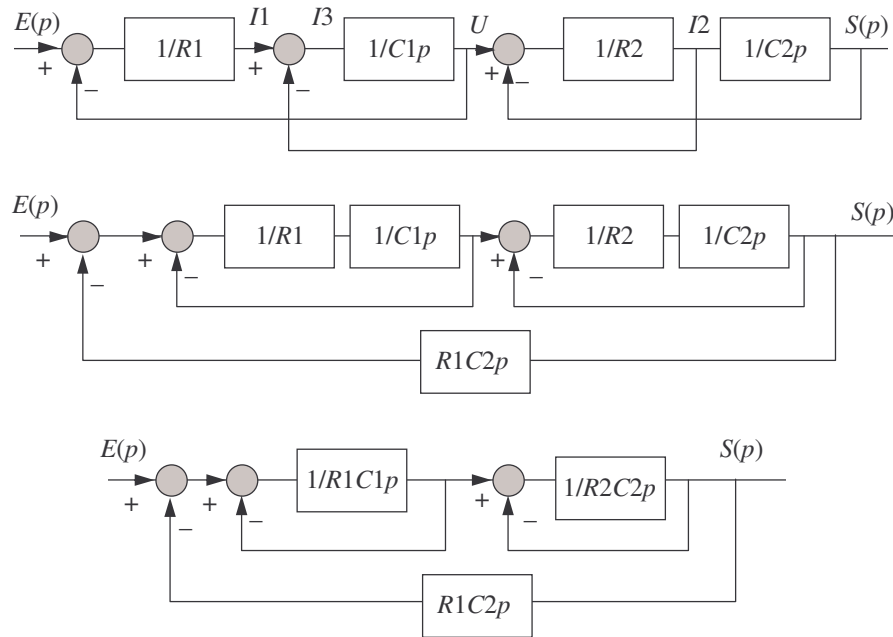 E(p) I1 I3 U I2 S(p)
+ − 1/R1 + − 1/C1p + − 1/R2 1/C2p
E(p) S(p)
+ − + − 1/R1 1/C1p + − 1/R2 1/C2p
R1C2p
E(p) S(p)
+ − + − 1/R1C1p + − 1/R2C2p
R1C2p